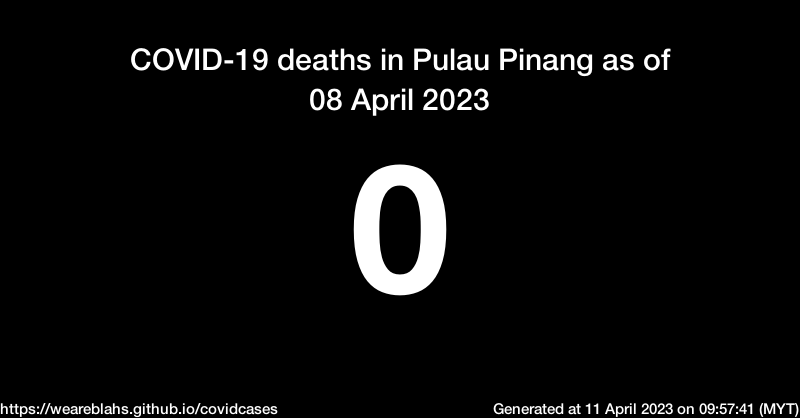 COVID-19 deaths in Pulau Pinang as of
08 April 2023
0
https://weareblahs.github.io/covidcases
Generated at 11 April 2023 on 09:57:41 (MYT)